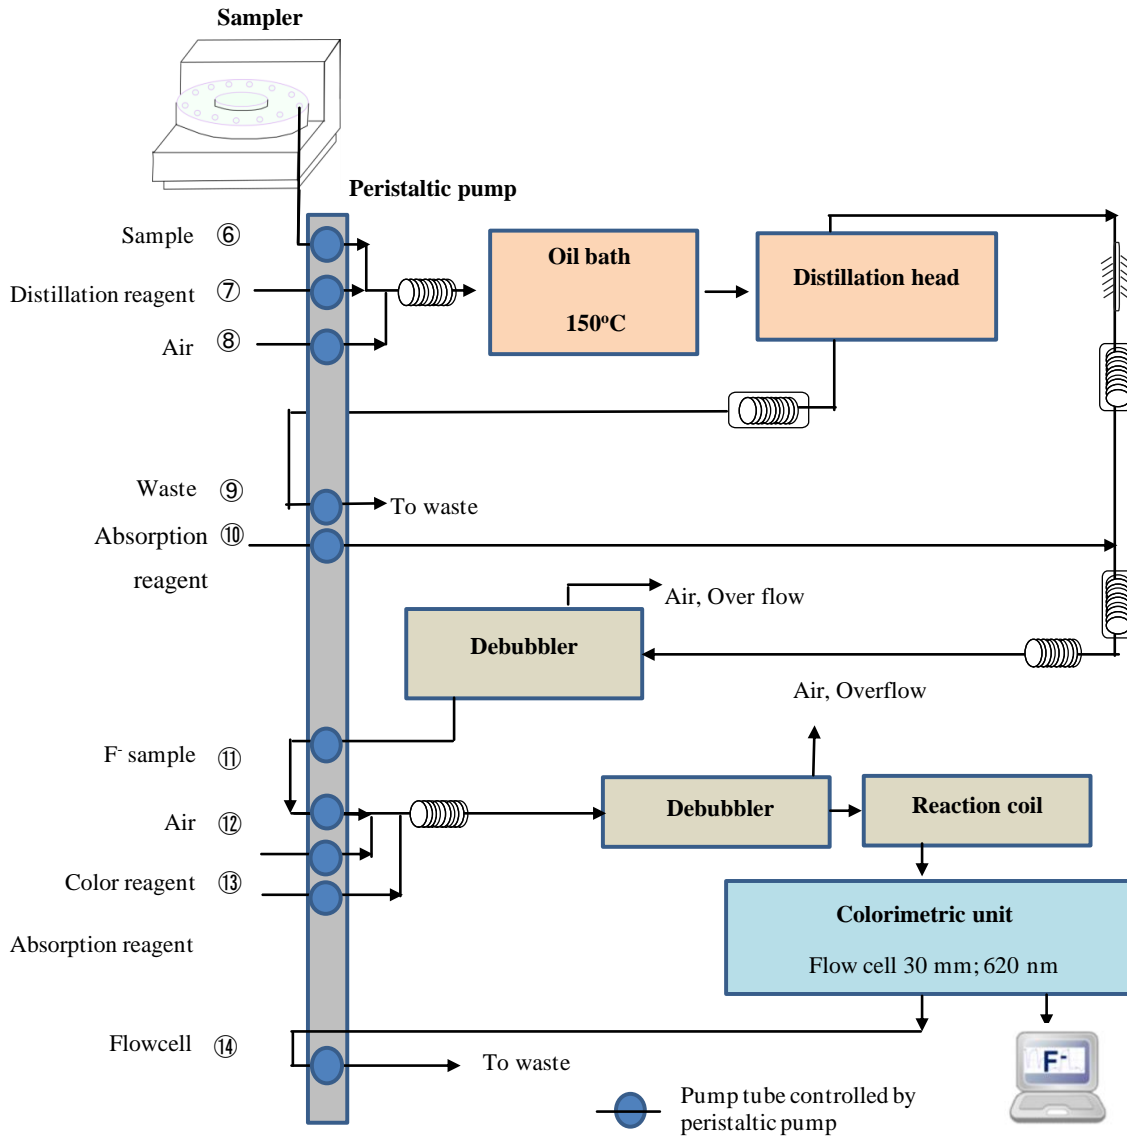 Sampler
Peristaltic pump
Sample ⑥
Distillation reagent ⑦
Air ⑧
Oil bath
150ºC
Distillation head
Waste ⑨
To waste
Absorption ⑩
reagent
Air, Over flow
Debubbler
Air, Overflow
F- sample ⑪
Air ⑫
Debubbler
Reaction coil
Color reagent ⑬
Absorption reagent
Colorimetric unit
Flow cell 30 mm; 620 nm
Flowcell ⑭
To waste
F-
Pump tube controlled by
peristaltic pump